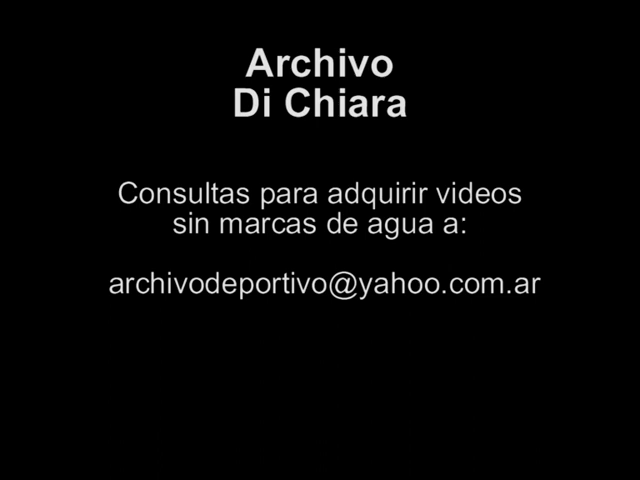 Archivo
Di Chiara
Consultas para adquirir videos
sin marcas de agua a:
archivodeportivo@yahoo.com.ar